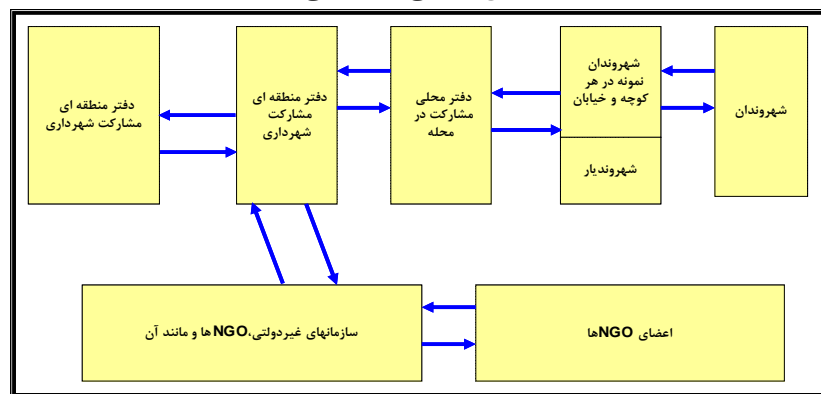 شهروندان
شهروندان
نمونه در هر
کوچه و خیابان
شهروندیار
دفتر محلی
مشارکت در
محله
دفتر منطقه ای
مشارکت
شهرداری
دفتر منطقه ای
مشارکت شهرداری
اعضای NGOها
سازمانهای غیردولتی،NGOها و مانند آن